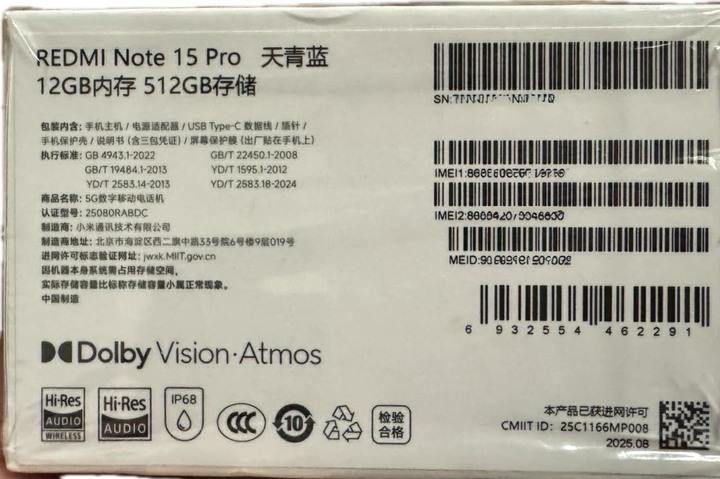 REDMI Note 15 Pro 天青蓝
12GB内存 512GB存储
包装内含: 手机主机 / 电源适配器 / USB Type-C 数据线 / 插针 /
手机保护壳 / 说明书 (含三包凭证) / 屏幕保护膜 (出厂贴在手机上)
执行标准: GB 4943.1-2022 GB/T 22450.1-2008
GB/T 19484.1-2013 YD/T 1595.1-2012
YD/T 2583.14-2013 YD/T 2583.18-2024
商品名称: 5G数字移动电话机
认证型号: 25080RABDC
制造商: 小米通讯技术有限公司
制造商地址: 北京市海淀区西二旗中路33号院6号楼9层019号
进网许可标志验证网址: jwxk.MIIT.gov.cn
因机器本身系统需占用存储空间,
实际存储容量比标称存储容量小属正常现象。
中国制造
Dolby Vision·Atmos
Hi-Res AUDIO WIRELESS
Hi-Res AUDIO
IP68
CCC
10
检验
合格
SN:
IMEI1:
IMEI2:
MEID:
6 932554 462291
本产品已获进网许可
CMIIT ID: 25C1166MP008
2025.08